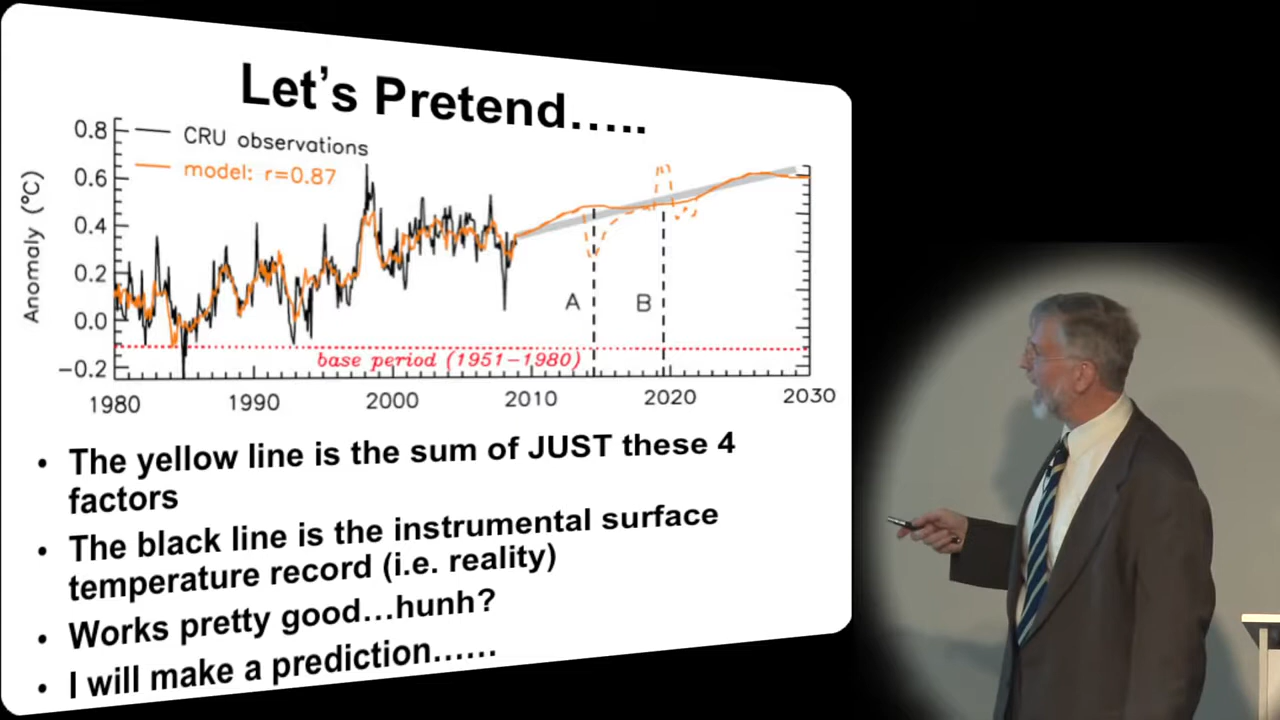 Let's Pretend…..
0.8
CRU observations
model: r=0.87
0.6
0.4
0.2
0.0
−0.2
Anomaly (°C)
A
B
base period (1951−1980)
1980 1990 2000 2010 2020 2030
• The yellow line is the sum of JUST these 4
factors
• The black line is the instrumental surface
temperature record (i.e. reality)
• Works pretty good…hunh?
• I will make a prediction……